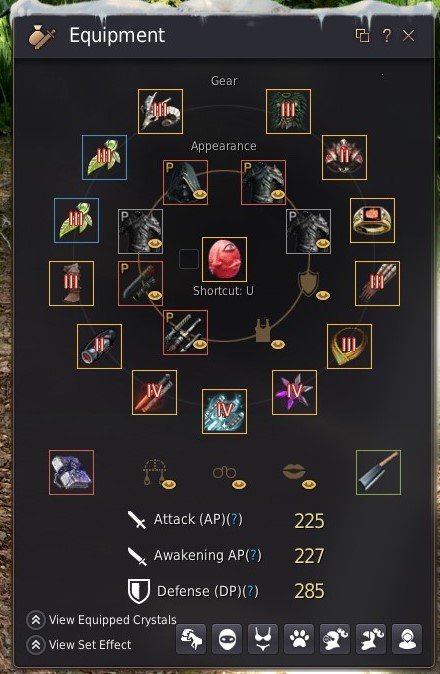 Equipment
?
Gear
III III
III II
Appearance
P P
III
P
Shortcut: U
III P III
II P III
IV IV IV
Attack (AP)(?) 225
Awakening AP(?) 227
Defense (DP)(?) 285
View Equipped Crystals
View Set Effect